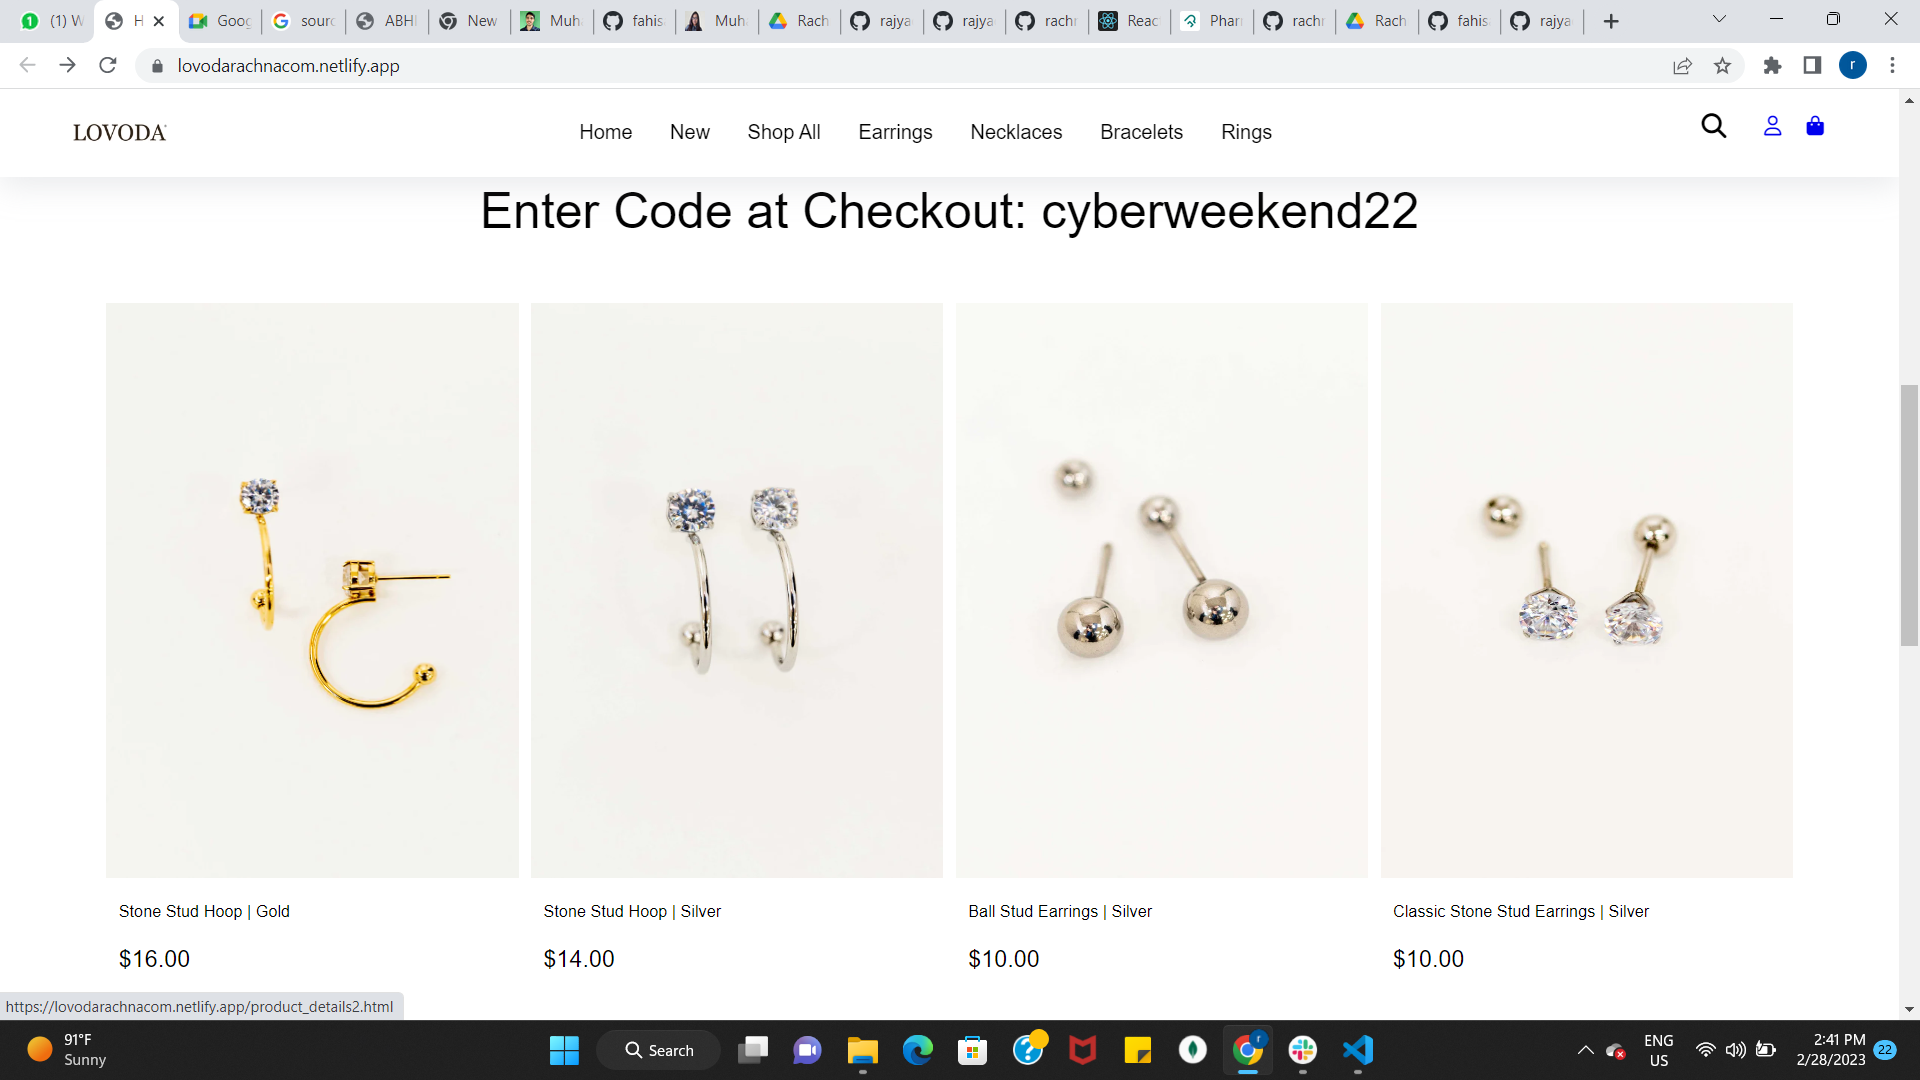 (1) W
H
Goog
sourc
ABHI
New
Muha
fahis
Muha
Rach
rajya
rajya
rachr
Reac
Phar
rachr
Rach
fahis
rajya
lovodarachnacom.netlify.app
r
LOVODA
Home
New
Shop All
Earrings
Necklaces
Bracelets
Rings
Enter Code at Checkout: cyberweekend22
Stone Stud Hoop | Gold
Stone Stud Hoop | Silver
Ball Stud Earrings | Silver
Classic Stone Stud Earrings | Silver
$16.00
$14.00
$10.00
$10.00
https://lovodarachnacom.netlify.app/product_details2.html
91°F
Sunny
Search
ENG
US
2:41 PM
2/28/2023
22